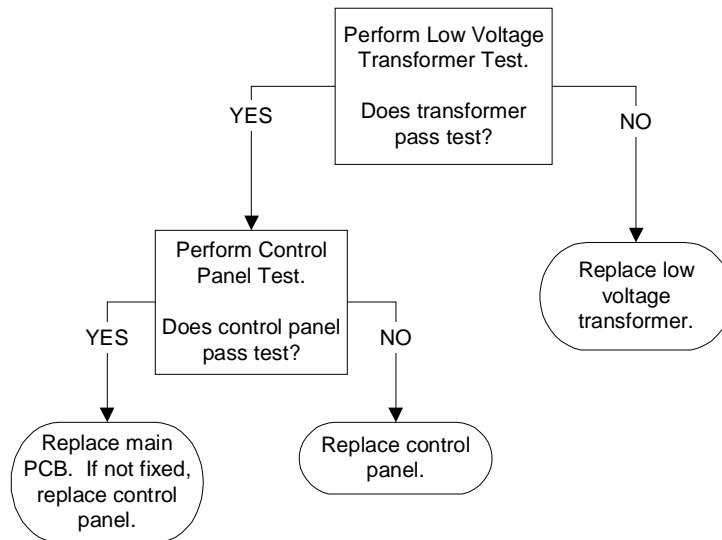 Perform Low Voltage
Transformer Test.
Does transformer
pass test?
YES
NO
Perform Control
Panel Test.
Does control panel
pass test?
Replace low
voltage
transformer.
YES
NO
Replace main
PCB.  If not fixed,
replace control
panel.
Replace control
panel.